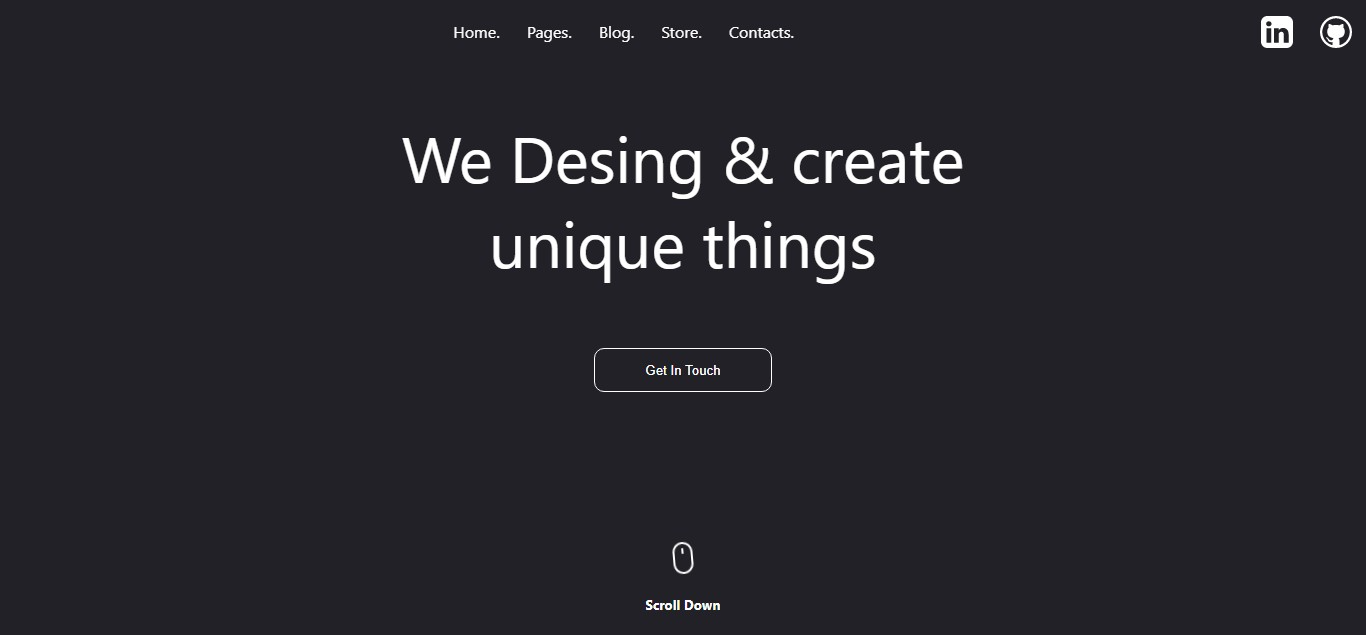 Home. Pages. Blog. Store. Contacts. in
We Desing & create
unique things
Get In Touch
Scroll Down